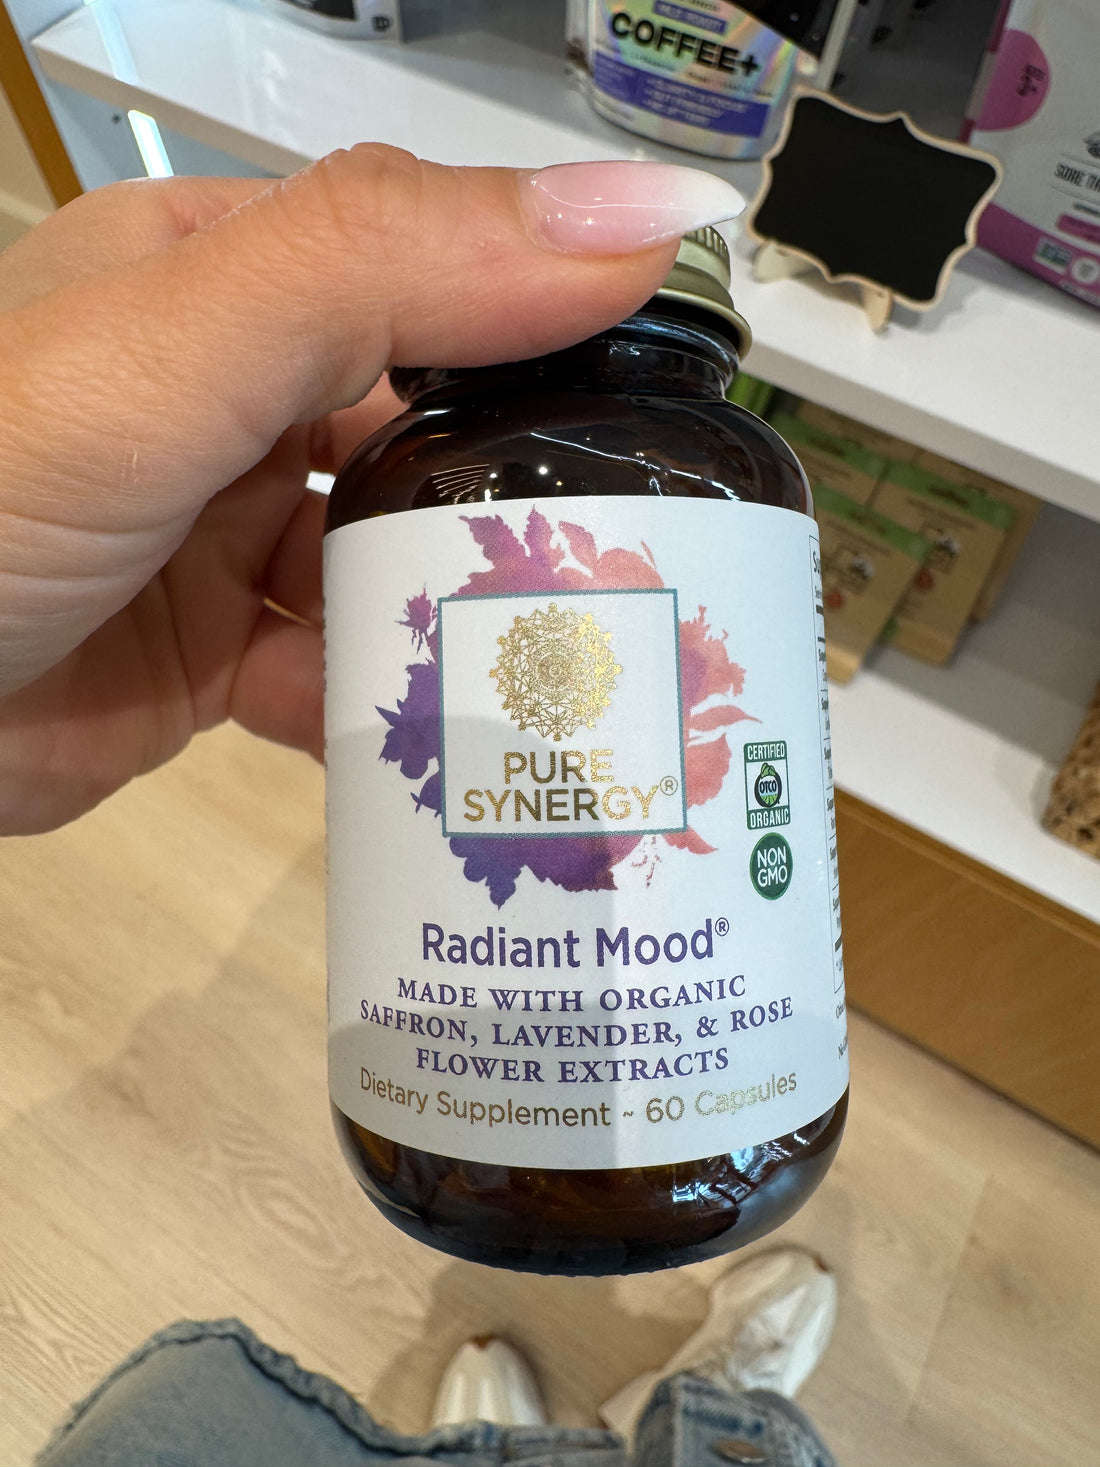 COFFEE+
PURE
SYNERGY®
CERTIFIED
OTCO
ORGANIC
NON
GMO
Radiant Mood®
MADE WITH ORGANIC
SAFFRON, LAVENDER, & ROSE
FLOWER EXTRACTS
Dietary Supplement ~ 60 Capsules